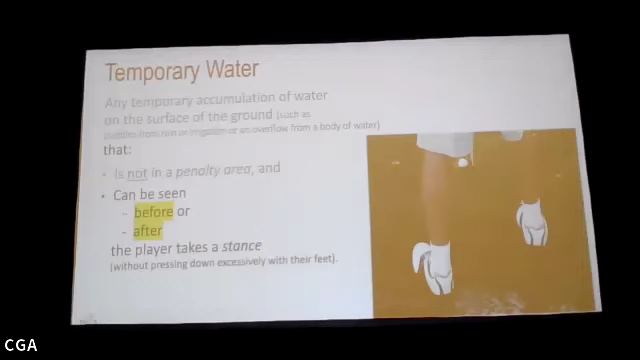 Temporary Water
Any temporary accumulation of water
on the surface of the ground (such as
puddles from rain or irrigation or an overflow from a body of water)
that:
- Is not in a penalty area, and
• Can be seen
- before or
- after
the player takes a stance
(without pressing down excessively with their feet).
CGA